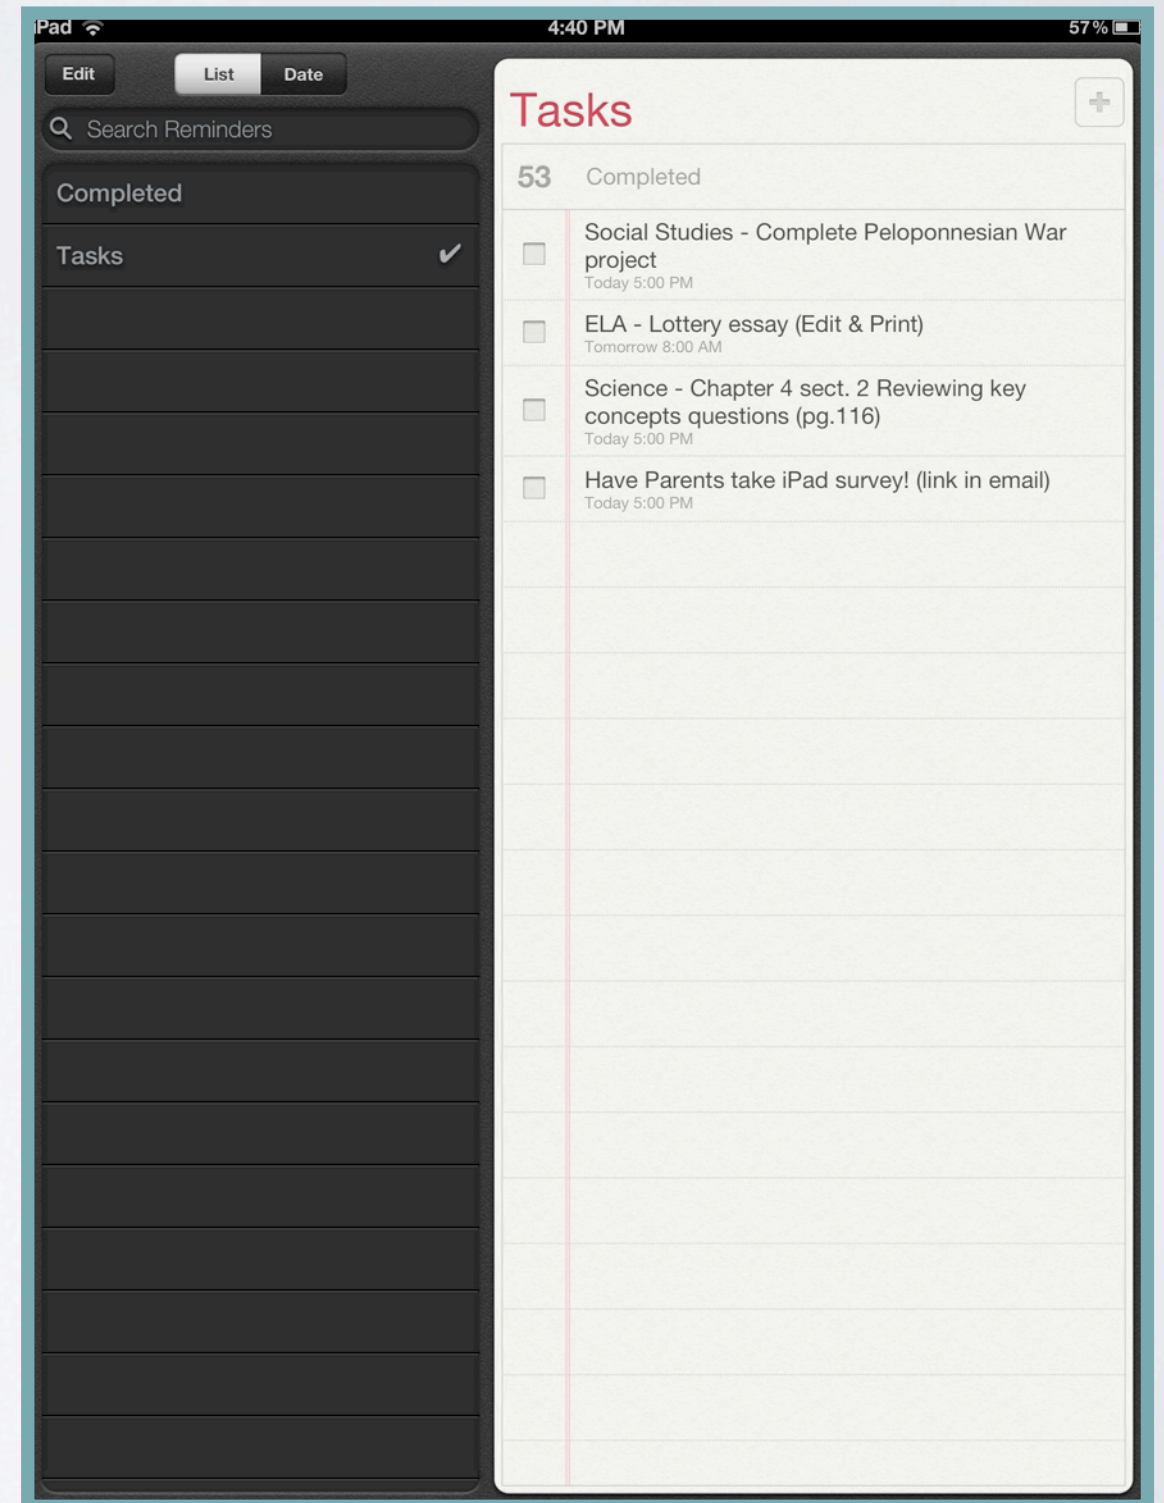 iPad 4:40 PM 57%
Edit List Date
Search Reminders
Completed
Tasks
Tasks
53 Completed
Social Studies - Complete Peloponnesian War
project
Today 5:00 PM
ELA - Lottery essay (Edit & Print)
Tomorrow 8:00 AM
Science - Chapter 4 sect. 2 Reviewing key
concepts questions (pg.116)
Today 5:00 PM
Have Parents take iPad survey! (link in email)
Today 5:00 PM